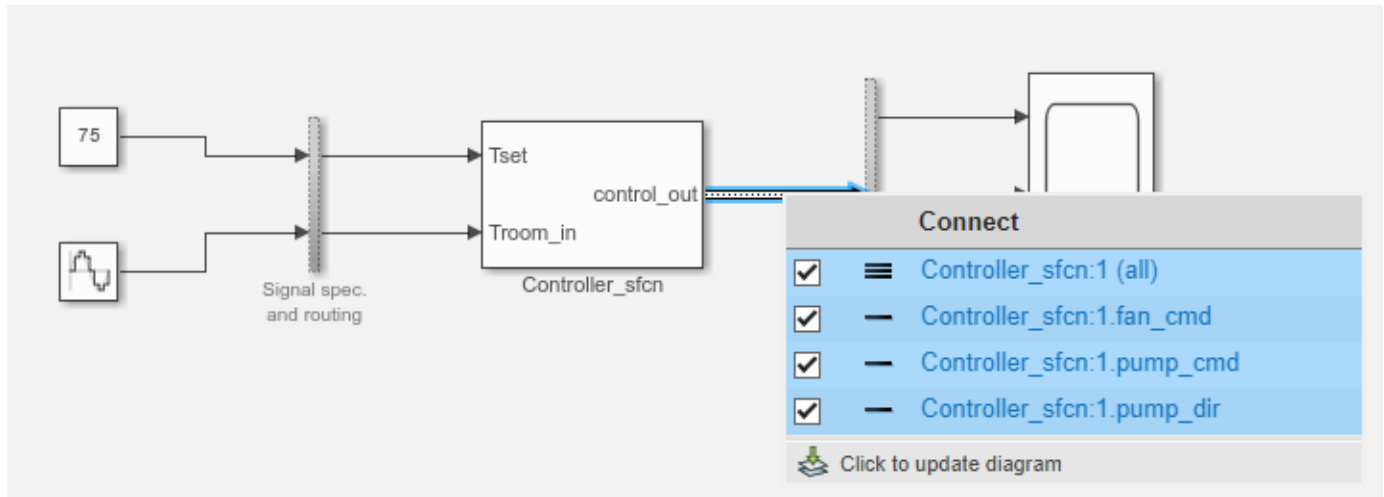 75
Tset
control_out
Troom_in
Controller_sfcn
Signal spec.
and routing
Connect
Controller_sfcn:1 (all)
Controller_sfcn:1.fan_cmd
Controller_sfcn:1.pump_cmd
Controller_sfcn:1.pump_dir
Click to update diagram